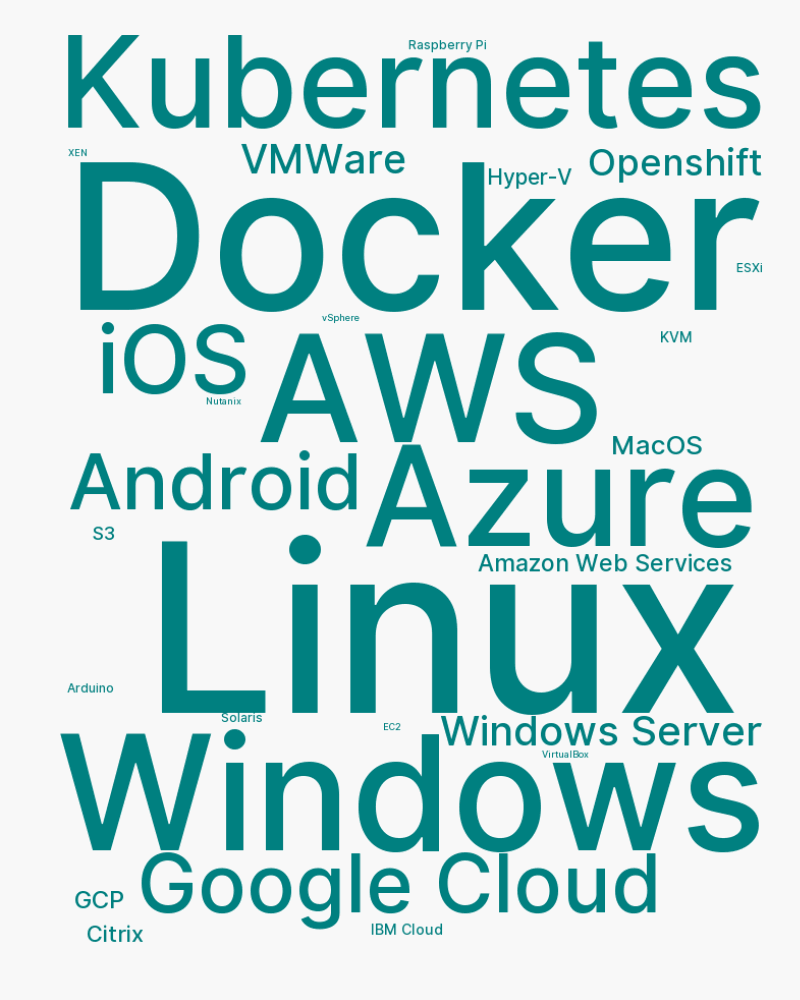 Raspberry Pi
Kubernetes
XEN
VMWare
Openshift
Hyper-V
Docker
ESXi
vSphere
KVM
iOS
AWS
Nutanix
MacOS
Android
Azure
S3
Amazon Web Services
Linux
Arduino
Solaris
EC2
Windows Server
VirtualBox
Windows
Google Cloud
GCP
IBM Cloud
Citrix